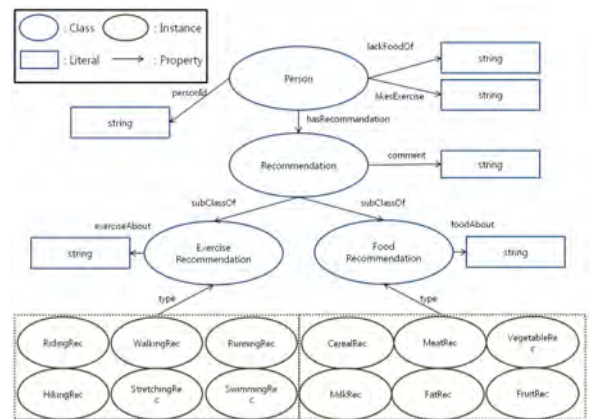 : Class
: Instance
: Literal
: Property
lackFoodOf
string
Person
personId
likesExercise
string
string
hasRecommandation
Recommendation
comment
string
subClassOf
subClassOf
exerciseAbout
foodAbout
string
Exercise
Recommendation
Food
Recommendation
string
type
type
RidingRec
WalkingRec
RunningRec
CerealRec
MeatRec
VegetableRe
c
HikingRec
StretchingRe
c
SwimmingRe
c
MilkRec
FatRec
FruitRec